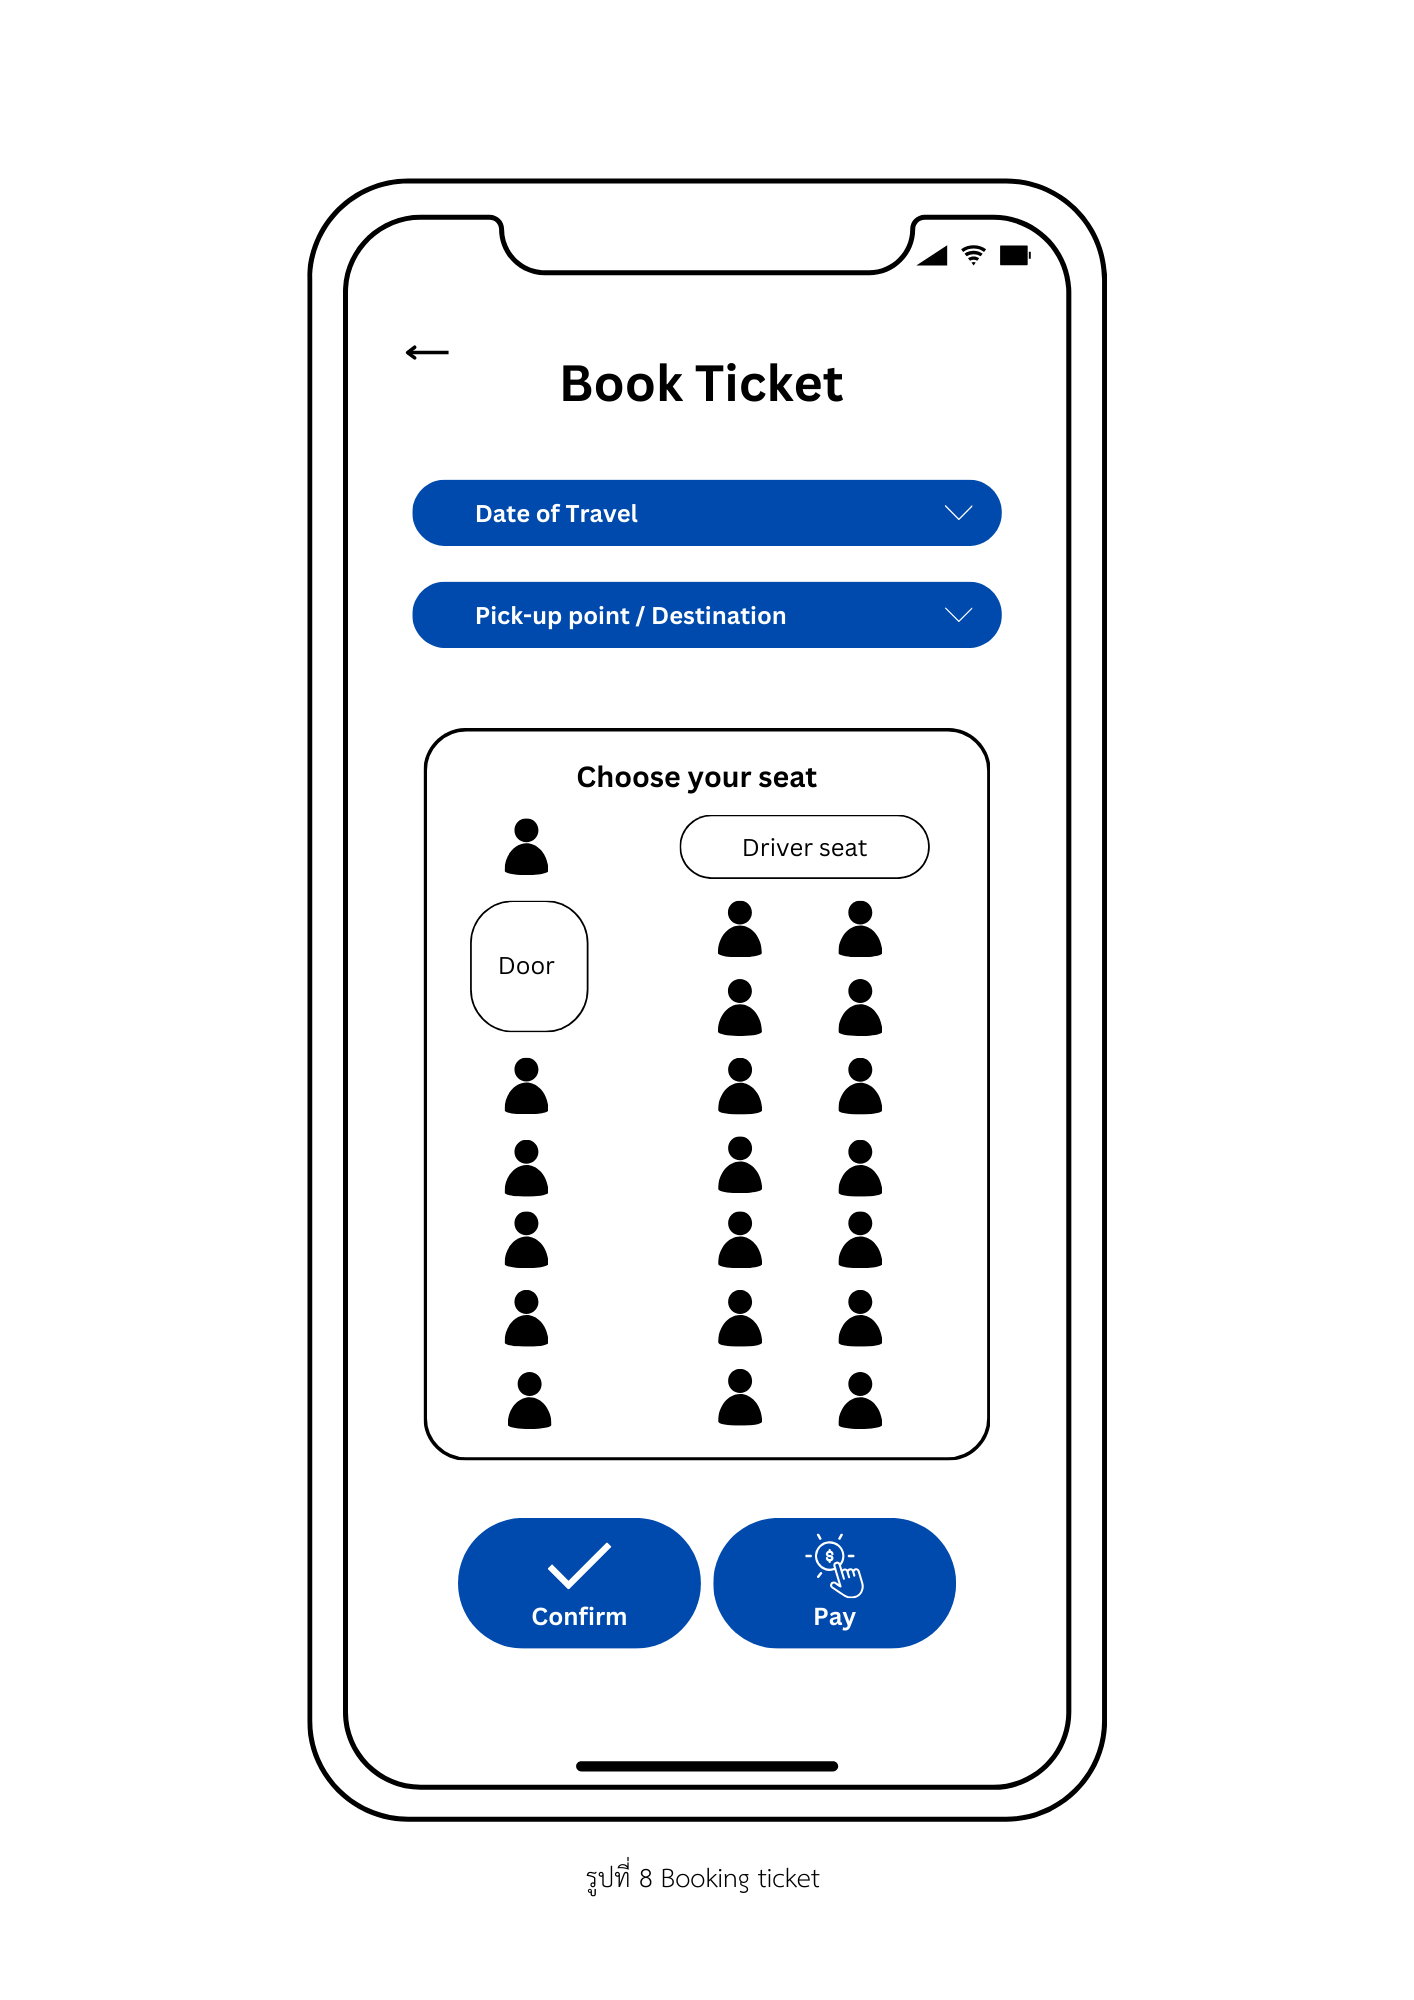 Book Ticket
Date of Travel
Pick-up point / Destination
Choose your seat
Driver seat
Door
$
Confirm
Pay
รูปที่ 8 Booking ticket